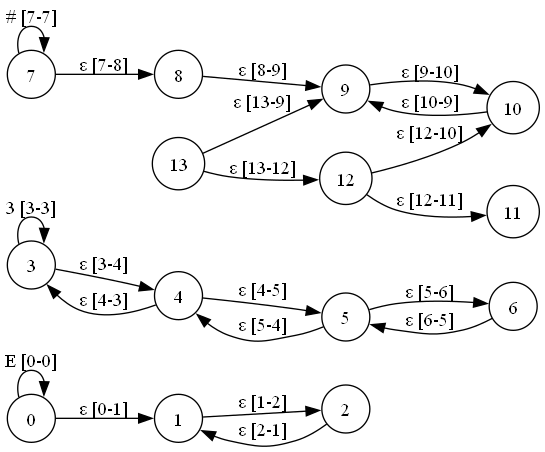 # [7-7]
7
ε [7-8]
8
ε [8-9]
9
ε [9-10]
ε [10-9]
10
ε [13-9]
ε [12-10]
13
ε [13-12]
12
ε [12-11]
11
3 [3-3]
3
ε [3-4]
ε [4-3]
4
ε [4-5]
ε [5-4]
5
ε [5-6]
ε [6-5]
6
E [0-0]
0
ε [0-1]
1
ε [1-2]
ε [2-1]
2